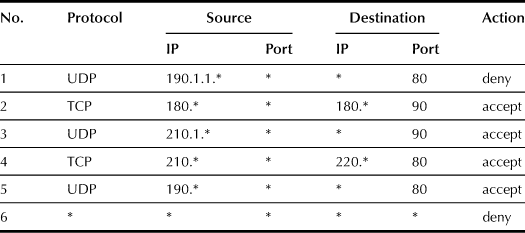 No. Protocol Source Destination Action
IP Port IP Port
1 UDP 190.1.1.* * * 80 deny
2 TCP 180.* * 180.* 90 accept
3 UDP 210.1.* * * 90 accept
4 TCP 210.* * 220.* 80 accept
5 UDP 190.* * * 80 accept
6 * * * * * deny